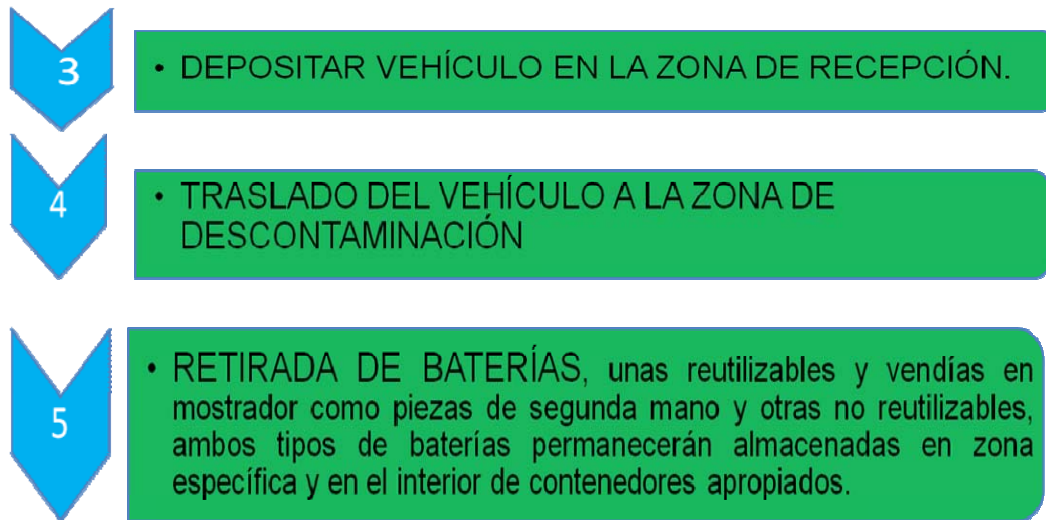 3
• DEPOSITAR VEHÍCULO EN LA ZONA DE RECEPCIÓN.
4
• TRASLADO DEL VEHÍCULO A LA ZONA DE
DESCONTAMINACIÓN
5
• RETIRADA DE BATERÍAS, unas reutilizables y vendías en
mostrador como piezas de segunda mano y otras no reutilizables,
ambos tipos de baterías permanecerán almacenadas en zona
específica y en el interior de contenedores apropiados.